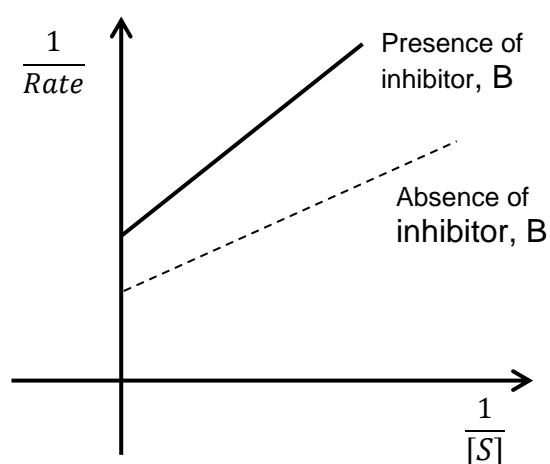 1
Rate
Presence of
inhibitor, B
Absence of
inhibitor, B
1
[S]